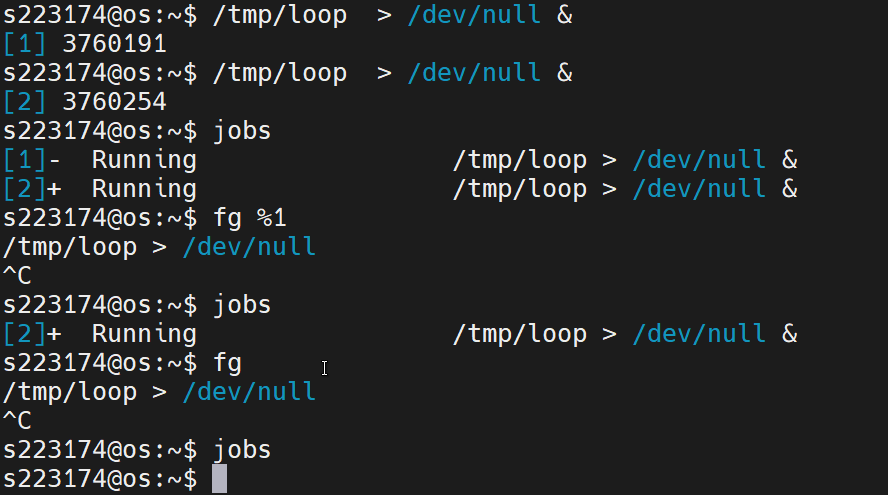 s223174@os:~$ /tmp/loop  > /dev/null &
[1] 3760191
s223174@os:~$ /tmp/loop  > /dev/null &
[2] 3760254
s223174@os:~$ jobs
[1]-  Running                 /tmp/loop > /dev/null &
[2]+  Running                 /tmp/loop > /dev/null &
s223174@os:~$ fg %1
/tmp/loop > /dev/null
^C
s223174@os:~$ jobs
[2]+  Running                 /tmp/loop > /dev/null &
s223174@os:~$ fg
/tmp/loop > /dev/null
^C
s223174@os:~$ jobs
s223174@os:~$